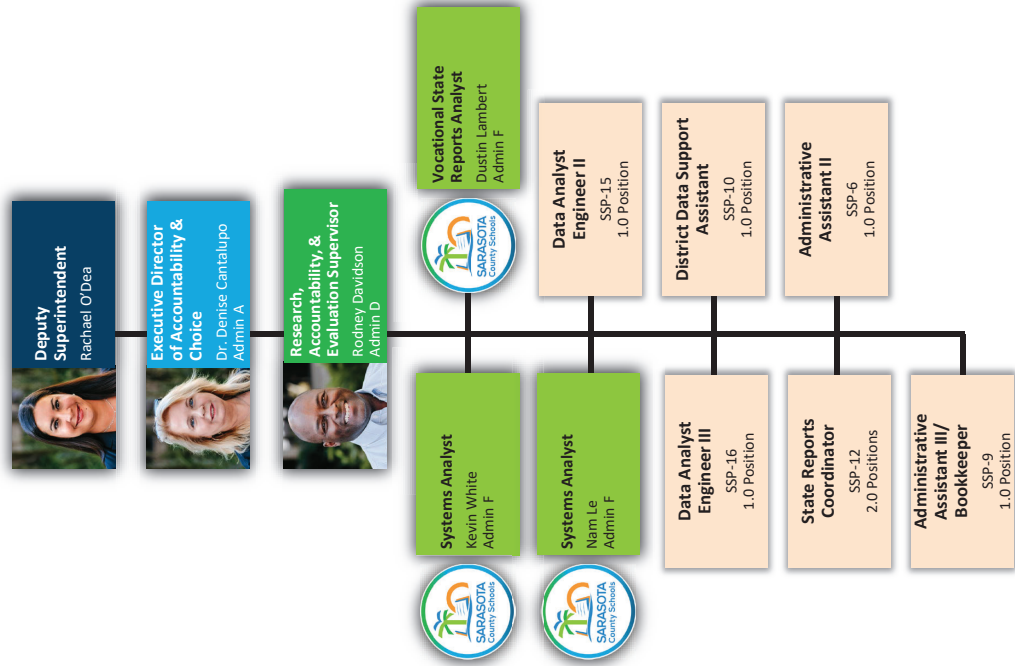 Deputy
Superintendent
Rachael O’Dea
Executive Director
of Accountability &
Choice
Dr. Denise Cantalupo
Admin A
Research,
Accountability, &
Evaluation Supervisor
Rodney Davidson
Admin D
SARASOTA
County Schools
Systems Analyst
Kevin White
Admin F
SARASOTA
County Schools
Vocational State
Reports Analyst
Dustin Lambert
Admin F
SARASOTA
County Schools
Systems Analyst
Nam Le
Admin F
Data Analyst
Engineer II
SSP-15
1.0 Position
Data Analyst
Engineer III
SSP-16
1.0 Position
District Data Support
Assistant
SSP-10
1.0 Position
State Reports
Coordinator
SSP-12
2.0 Positions
Administrative
Assistant II
SSP-6
1.0 Position
Administrative
Assistant III/
Bookkeeper
SSP-9
1.0 Position